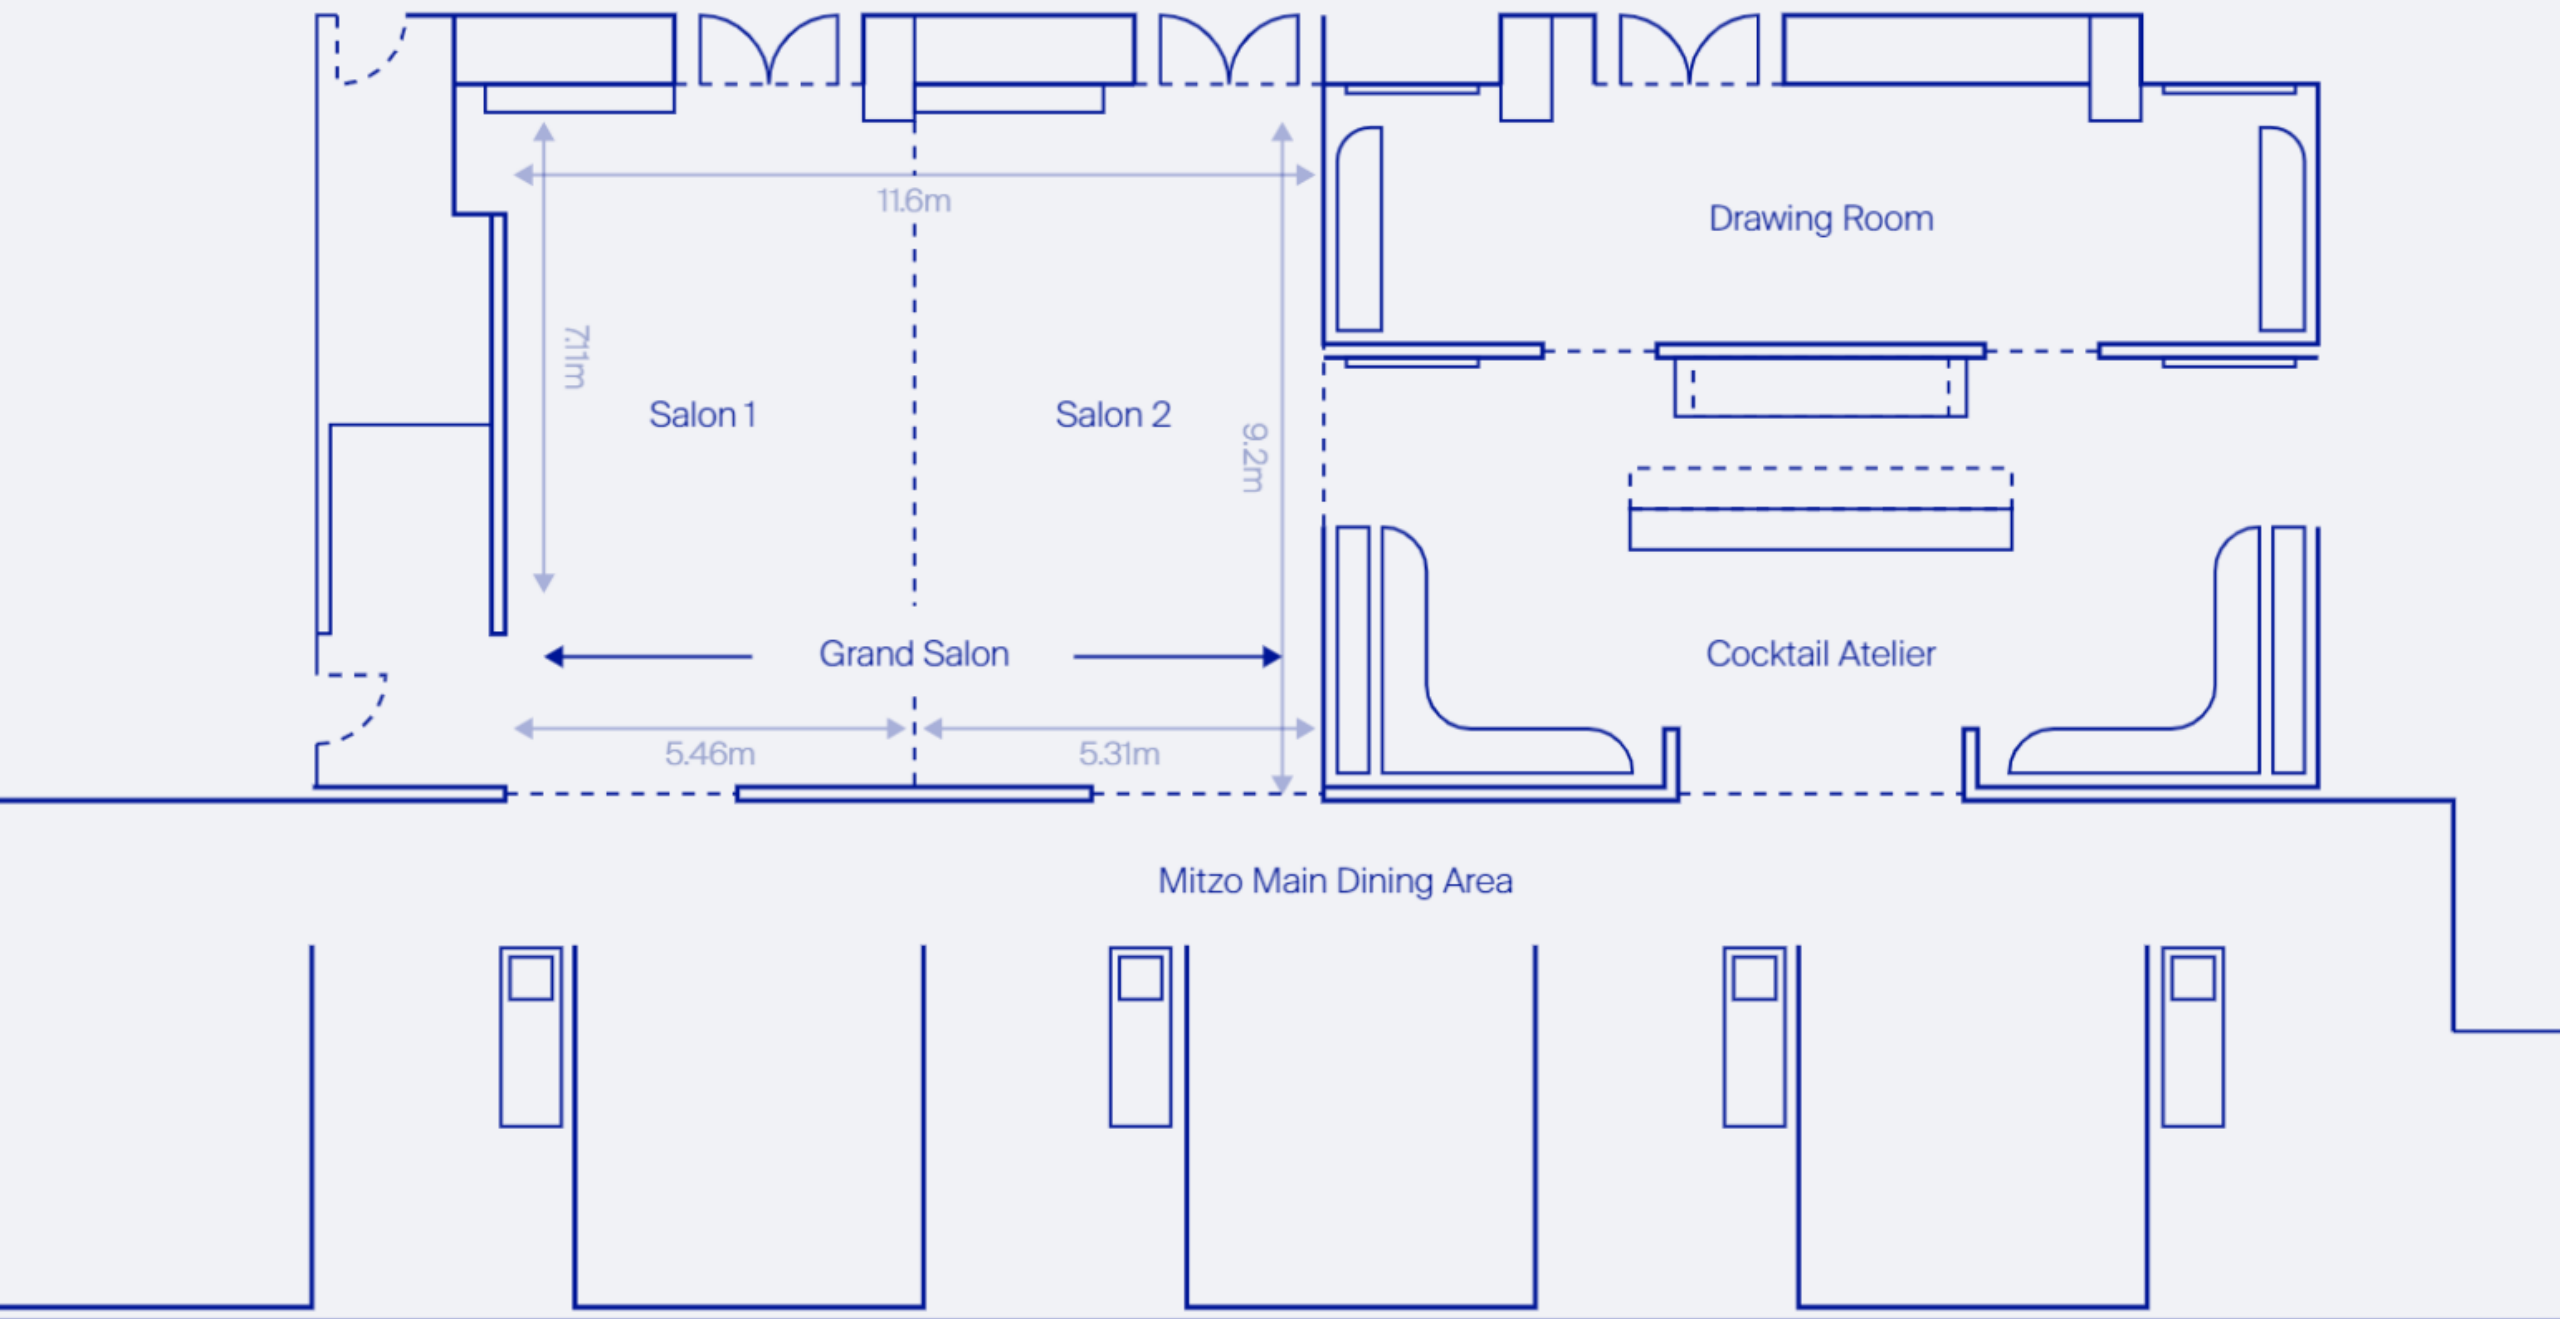 11.6m
Drawing Room
7.11m
Salon 1
Salon 2
9.2m
Grand Salon
Cocktail Atelier
5.46m
5.31m
Mitzo Main Dining Area